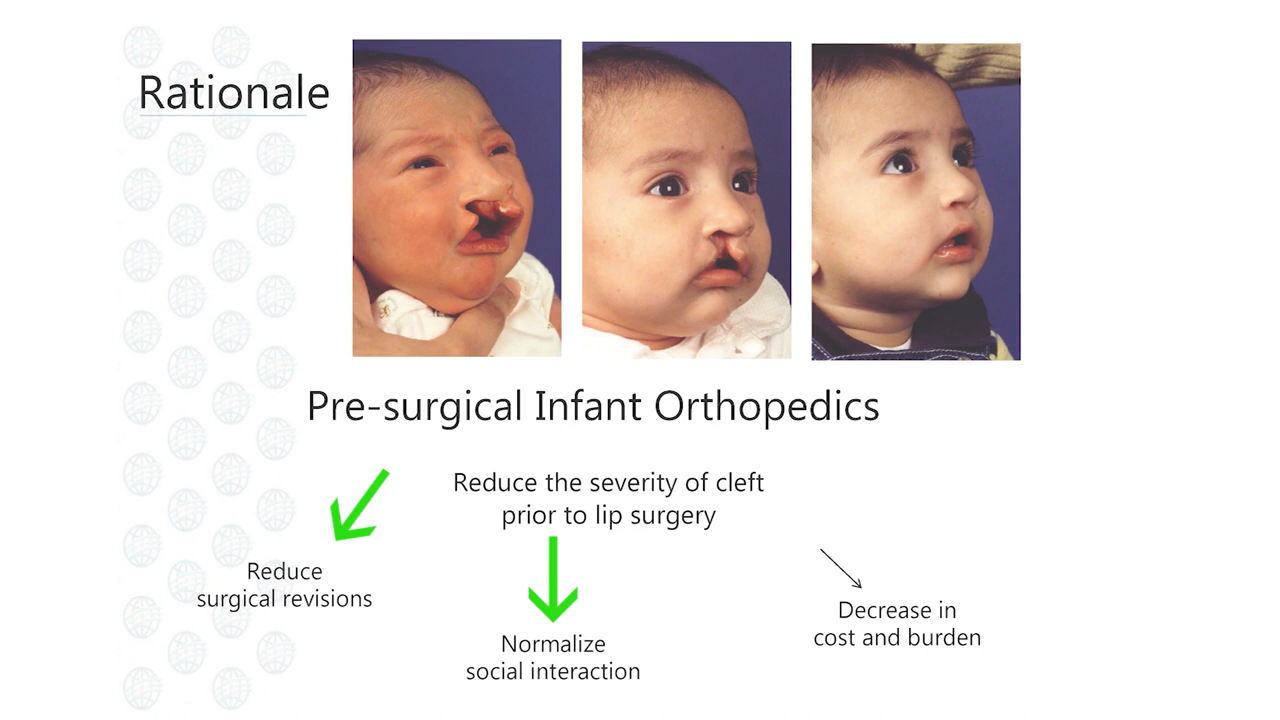 Rationale
Pre-surgical Infant Orthopedics
Reduce the severity of cleft
prior to lip surgery
Reduce
surgical revisions
Normalize
social interaction
Decrease in
cost and burden